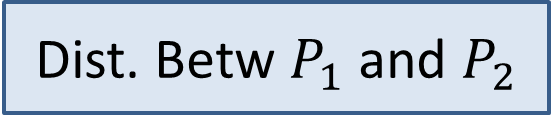 Dist. Betw P₁ and P₂